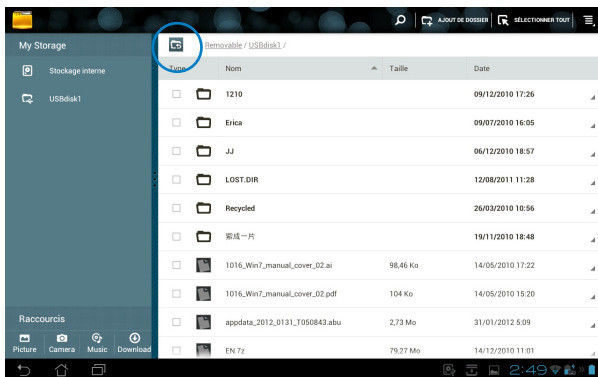 AJOUT DE DOSSIER SÉLECTIONNER TOUT
My Storage
Removable / USBdisk1 /
Type Nom Taille Date
Stockage interne
USBdisk1
1210 09/12/2010 17:26
Erica 09/07/2010 16:05
JJ 06/12/2010 18:57
LOST.DIR 12/08/2011 11:28
Recycled 26/03/2010 10:56
紫成一片 19/11/2010 18:48
1016_Win7_manual_cover_02.ai 98,46 Ko 14/05/2010 17:22
1016_Win7_manual_cover_02.pdf 104 Ko 14/05/2010 15:20
appdata_2012_0131_T050843.abu 2,73 Mo 31/01/2012 5:09
EN.7z 79,27 Mo 14/12/2010 11:01
Raccourcis
Picture Camera Music Download
2:49